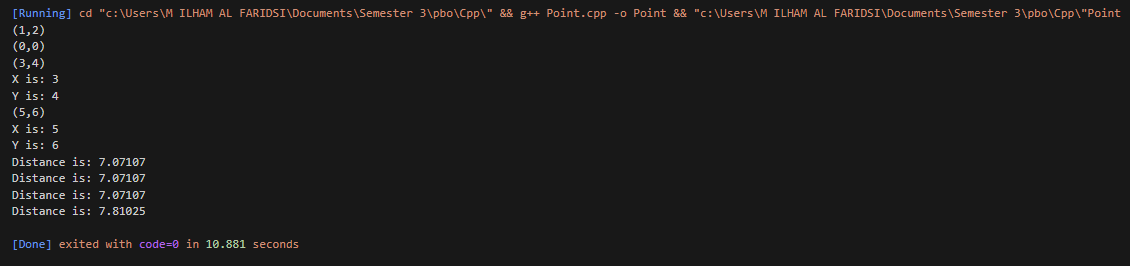 [Running] cd "c:\Users\M ILHAM AL FARIDSI\Documents\Semester 3\pbo\Cpp\" && g++ Point.cpp -o Point && "c:\Users\M ILHAM AL FARIDSI\Documents\Semester 3\pbo\Cpp\"Point
(1,2)
(0,0)
(3,4)
X is: 3
Y is: 4
(5,6)
X is: 5
Y is: 6
Distance is: 7.07107
Distance is: 7.07107
Distance is: 7.07107
Distance is: 7.81025
[Done] exited with code=0 in 10.881 seconds